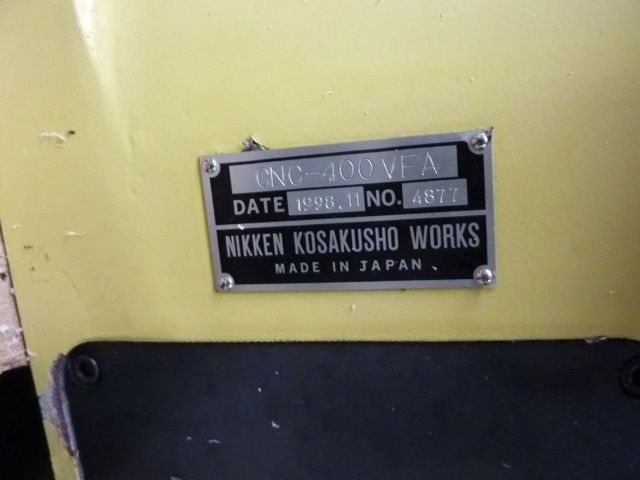 CNC-400VFA
DATE 1998.11 NO. 4877
NIKKEN KOSAKUSHO WORKS
MADE IN JAPAN